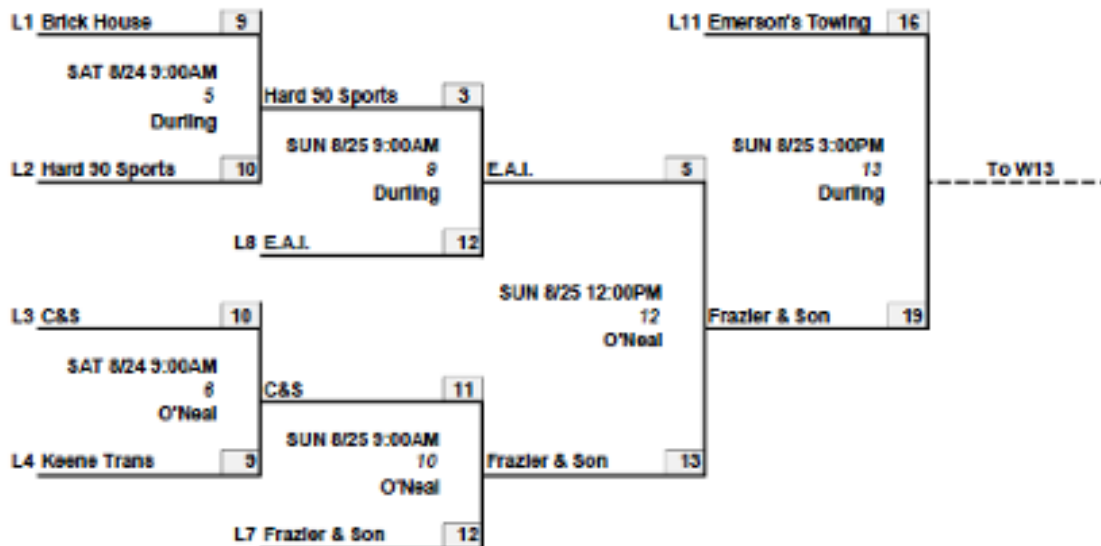 L1 Brick House 9
L11 Emerson's Towing 16
SAT 8/24 9:00AM
5
Durling
Hard 90 Sports 3
SUN 8/25 9:00AM
9
Durling
SUN 8/25 3:00PM
13
Durling
L2 Hard 90 Sports 10
E.A.I. 5
To W13
L8 E.A.I. 12
SUN 8/25 12:00PM
12
O'Neal
L3 C&S 10
Frazier & Son 19
SAT 8/24 9:00AM
6
O'Neal
C&S 11
SUN 8/25 9:00AM
10
O'Neal
L4 Keene Trans 9
Frazier & Son 13
L7 Frazier & Son 12